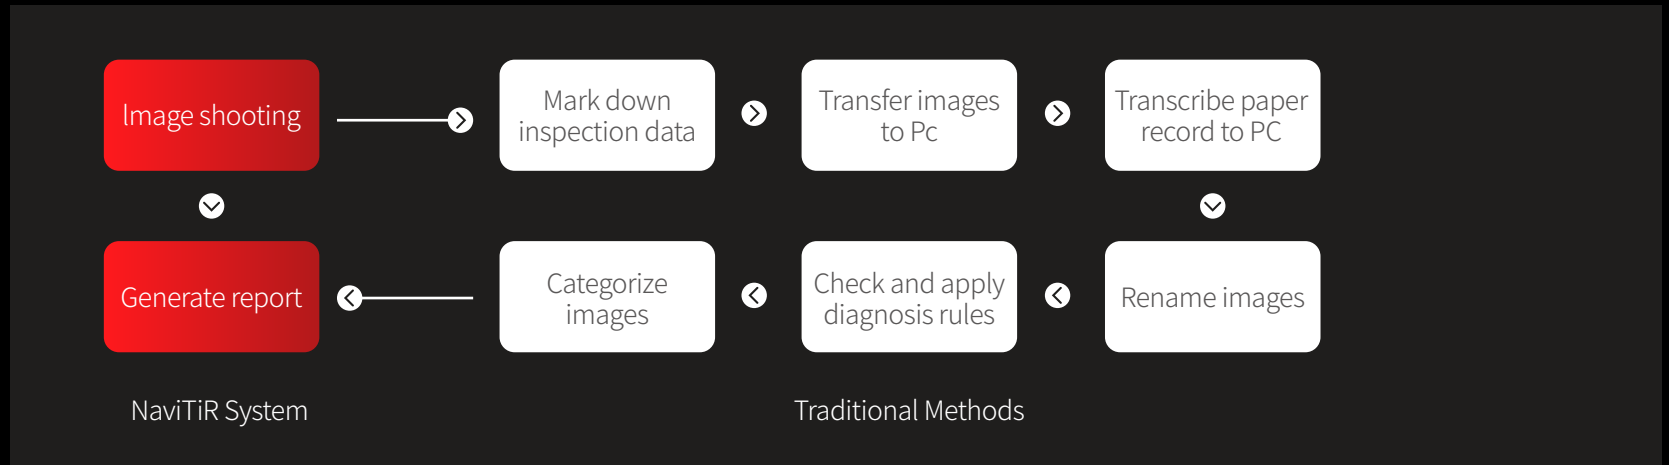 Image shooting
Mark down
inspection data
Transfer images
to Pc
Transcribe paper
record to PC
Generate report
Categorize
images
Check and apply
diagnosis rules
Rename images
NaviTiR System
Traditional Methods